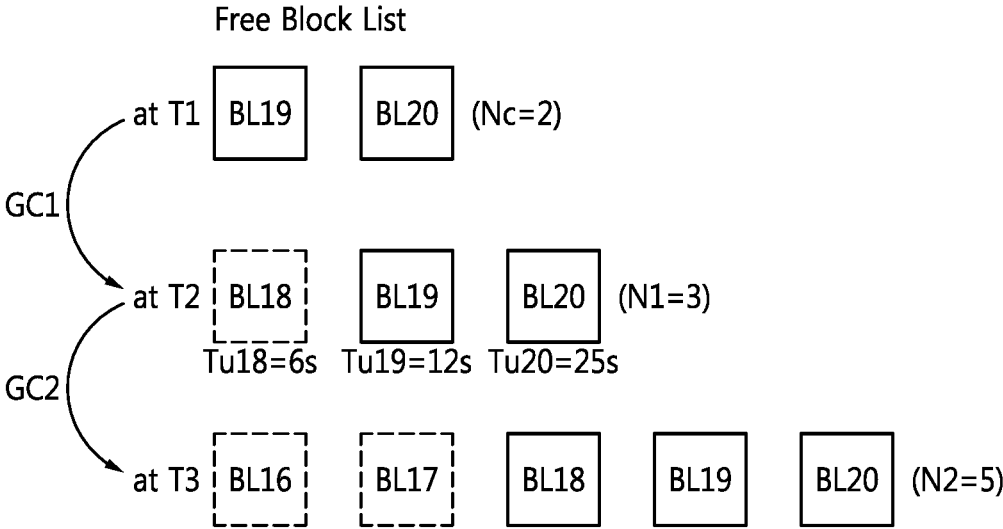 Free Block List
at T1 BL19 BL20 (Nc=2)
GC1
at T2 BL18 BL19 BL20 (N1=3)
Tu18=6s Tu19=12s Tu20=25s
GC2
at T3 BL16 BL17 BL18 BL19 BL20 (N2=5)